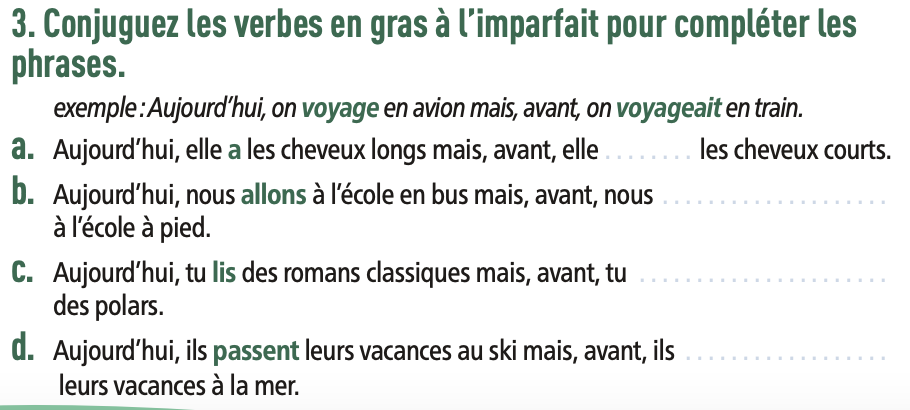 3. Conjuguez les verbes en gras à l'imparfait pour compléter les
phrases.
exemple : Aujourd'hui, on voyage en avion mais, avant, on voyageait en train.
a. Aujourd'hui, elle a les cheveux longs mais, avant, elle ........ les cheveux courts.
b. Aujourd'hui, nous allons à l'école en bus mais, avant, nous ....................
à l'école à pied.
c. Aujourd'hui, tu lis des romans classiques mais, avant, tu ......................
des polars.
d. Aujourd'hui, ils passent leurs vacances au ski mais, avant, ils ..................
leurs vacances à la mer.